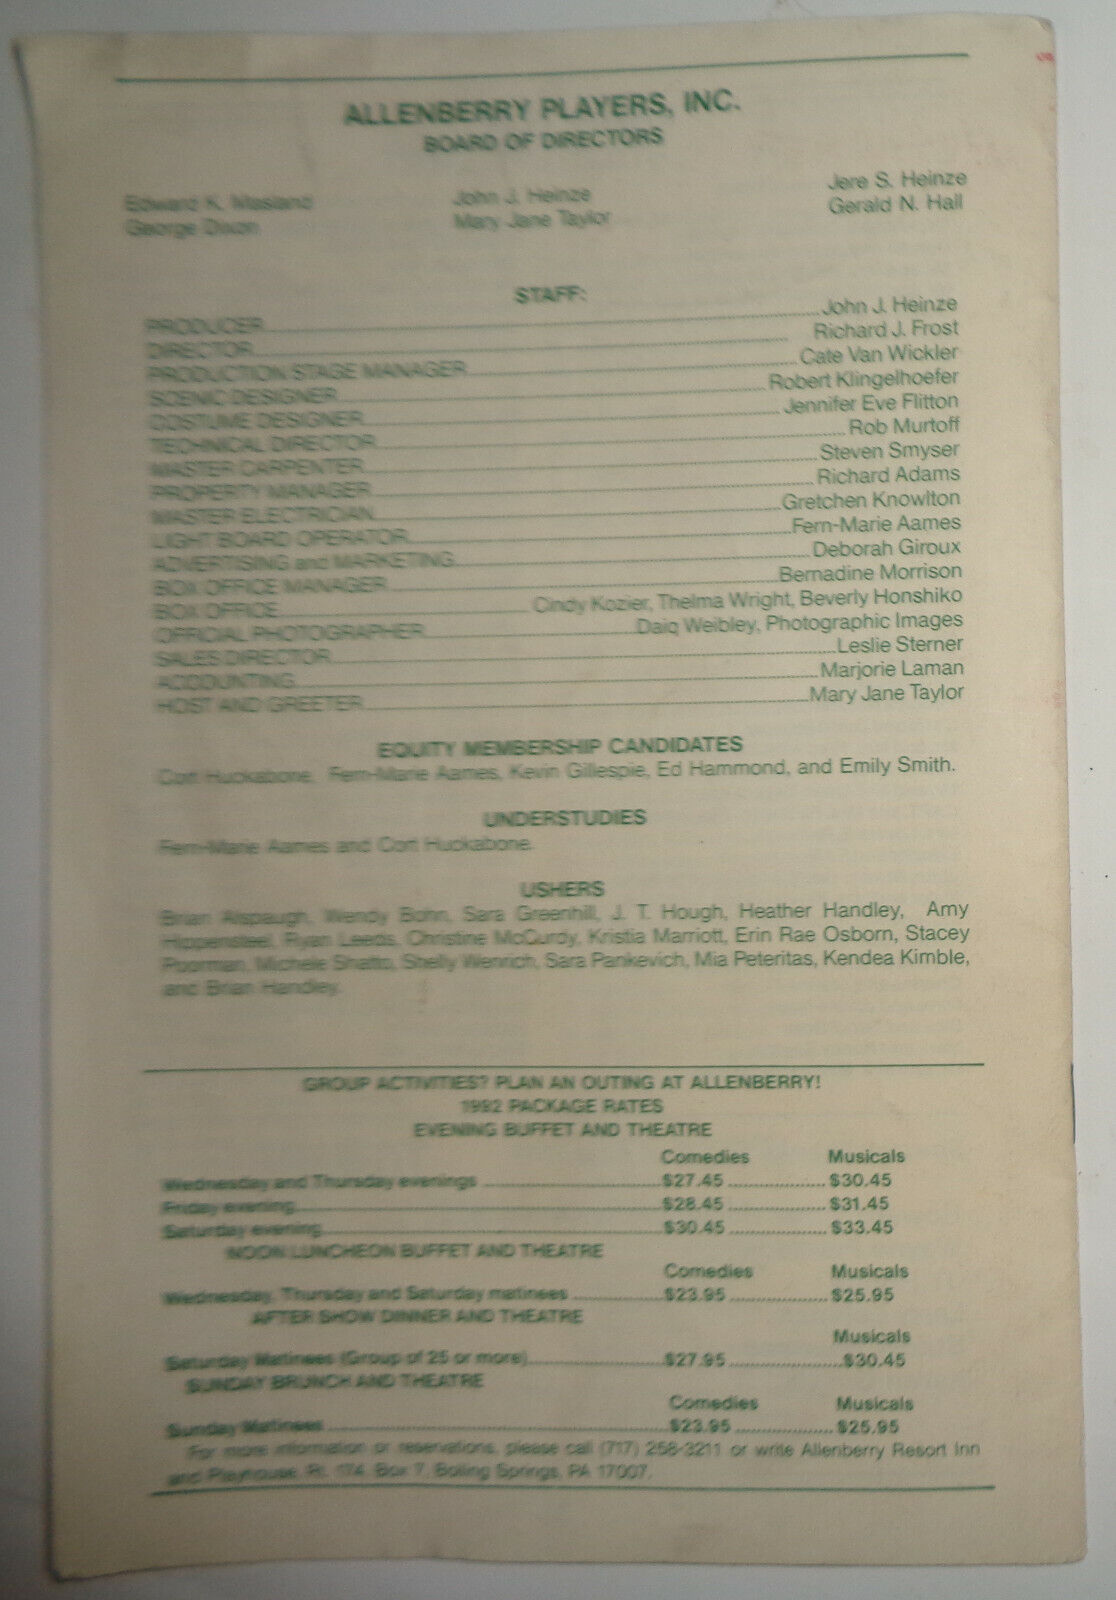 ALLENBERRY PLAYERS, INC.
BOARD OF DIRECTORS
Edward K. Masland John J. Heinze Jere S. Heinze
George Dixon Mary Jane Taylor Gerald N. Hall
STAFF:
PRODUCER John J. Heinze
DIRECTOR Richard J. Frost
PRODUCTION STAGE MANAGER Cate Van Wickler
SCENIC DESIGNER Robert Klingelhoefer
COSTUME DESIGNER Jennifer Eve Flitton
TECHNICAL DIRECTOR Rob Murtoff
MASTER CARPENTER Steven Smyser
PROPERTY MANAGER Richard Adams
MASTER ELECTRICIAN Gretchen Knowlton
LIGHT BOARD OPERATOR Fern-Marie Aames
ADVERTISING and MARKETING Deborah Giroux
BOX OFFICE MANAGER Bernadine Morrison
BOX OFFICE Cindy Kozier, Thelma Wright, Beverly Honshiko
OFFICIAL PHOTOGRAPHER Daiq Weibley, Photographic Images
SALES DIRECTOR Leslie Sterner
ACCOUNTING Marjorie Laman
HOST AND GREETER Mary Jane Taylor
EQUITY MEMBERSHIP CANDIDATES
Cort Huckabone, Fern-Marie Aames, Kevin Gillespie, Ed Hammond, and Emily Smith.
UNDERSTUDIES
Fern-Marie Aames and Cort Huckabone.
USHERS
Brian Alspaugh, Wendy Bohn, Sara Greenhill, J. T. Hough, Heather Handley, Amy
Hippensteel, Ryan Leeds, Christine McCurdy, Kristia Marriott, Erin Rae Osborn, Stacey
Poorman, Michele Shatto, Shelly Wenrich, Sara Pankevich, Mia Peteritas, Kendea Kimble,
and Brian Handley.
GROUP ACTIVITIES? PLAN AN OUTING AT ALLENBERRY!
1992 PACKAGE RATES
EVENING BUFFET AND THEATRE
Comedies Musicals
Wednesday and Thursday evenings $27.45 $30.45
Friday evening $28.45 $31.45
Saturday evening $30.45 $33.45
NOON LUNCHEON BUFFET AND THEATRE
Comedies Musicals
Wednesday, Thursday and Saturday matinees $23.95 $25.95
AFTER SHOW DINNER AND THEATRE
Musicals
Saturday Matinees (Group of 25 or more) $27.95 $30.45
SUNDAY BRUNCH AND THEATRE
Comedies Musicals
Sunday Matinees $23.95 $25.95
For more information or reservations, please call (717) 258-3211 or write Allenberry Resort Inn
and Playhouse, Rt. 174, Box 7, Boiling Springs, PA 17007.